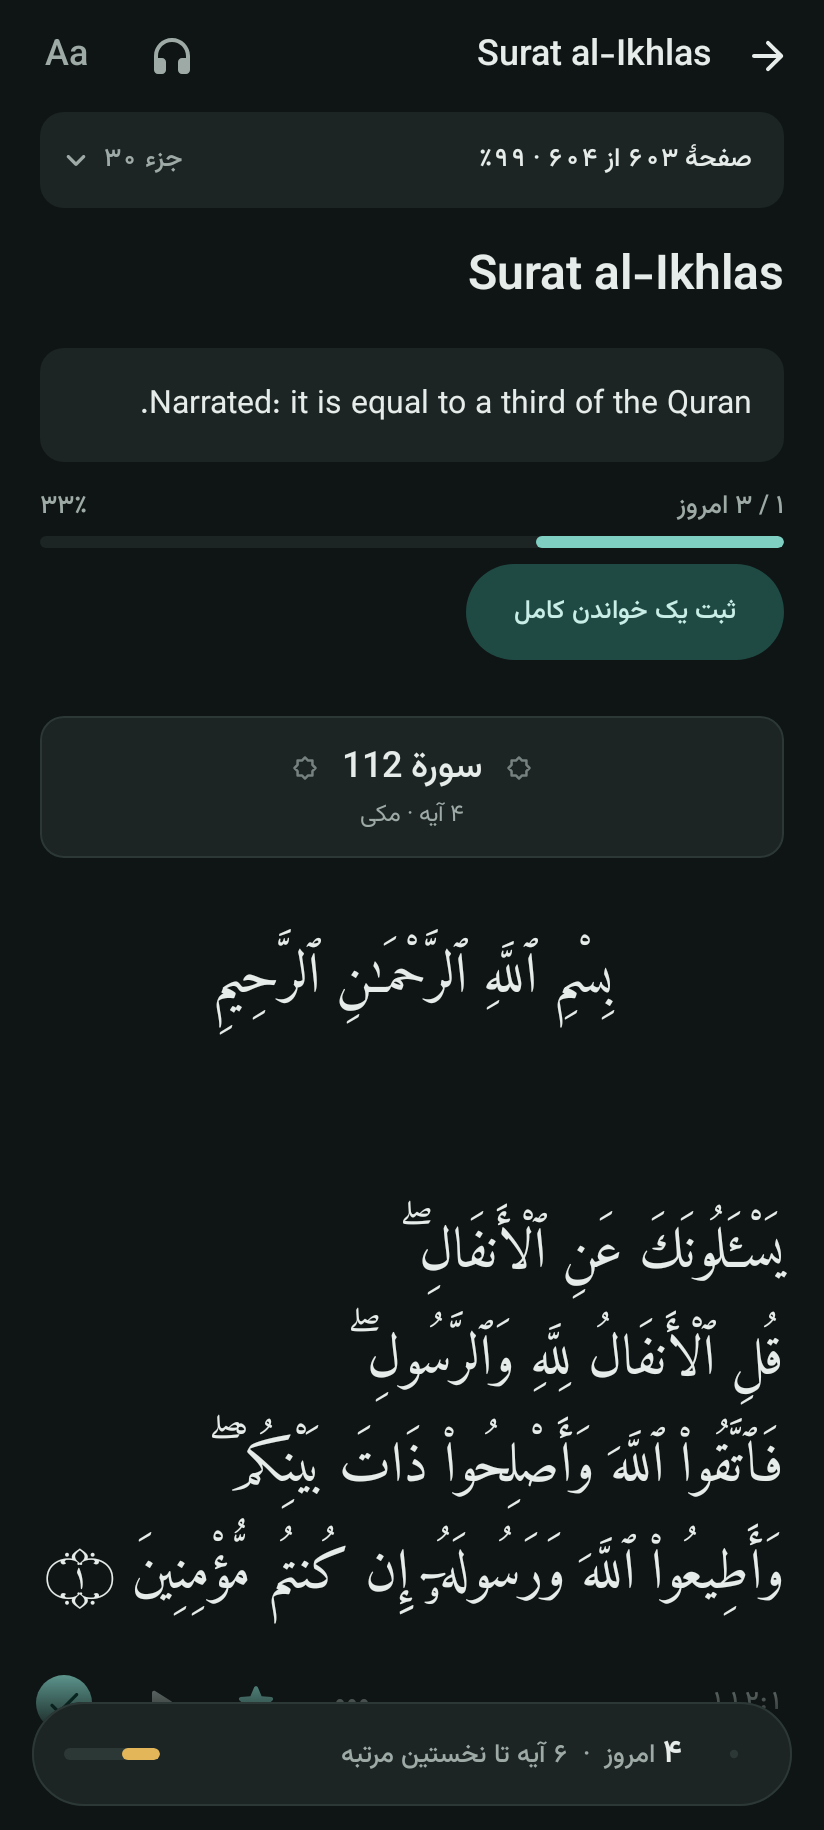 Surat al-Ikhlas
Aa
صفحهٔ ۶۰۳ از ۶۰۴ · ۹۹٪
جزء ۳۰
Surat al-Ikhlas
Narrated: it is equal to a third of the Quran.
۱ / ۳ امروز
۳۳٪
ثبت یک خواندن کامل
سورة 112
۴ آیه · مکی
بِسْمِ ٱللَّهِ ٱلرَّحْمَـٰنِ ٱلرَّحِيمِ
يَسْـَٔلُونَكَ عَنِ ٱلْأَنفَالِ ۖ
قُلِ ٱلْأَنفَالُ لِلَّهِ وَٱلرَّسُولِ ۖ
فَٱتَّقُوا۟ ٱللَّهَ وَأَصْلِحُوا۟ ذَاتَ بَيْنِكُمْ ۖ
وَأَطِيعُوا۟ ٱللَّهَ وَرَسُولَهُۥٓ إِن كُنتُم مُّؤْمِنِينَ ۝١
۱۱۲:۱
۴ امروز · ۶ آیه تا نخستین مرتبه